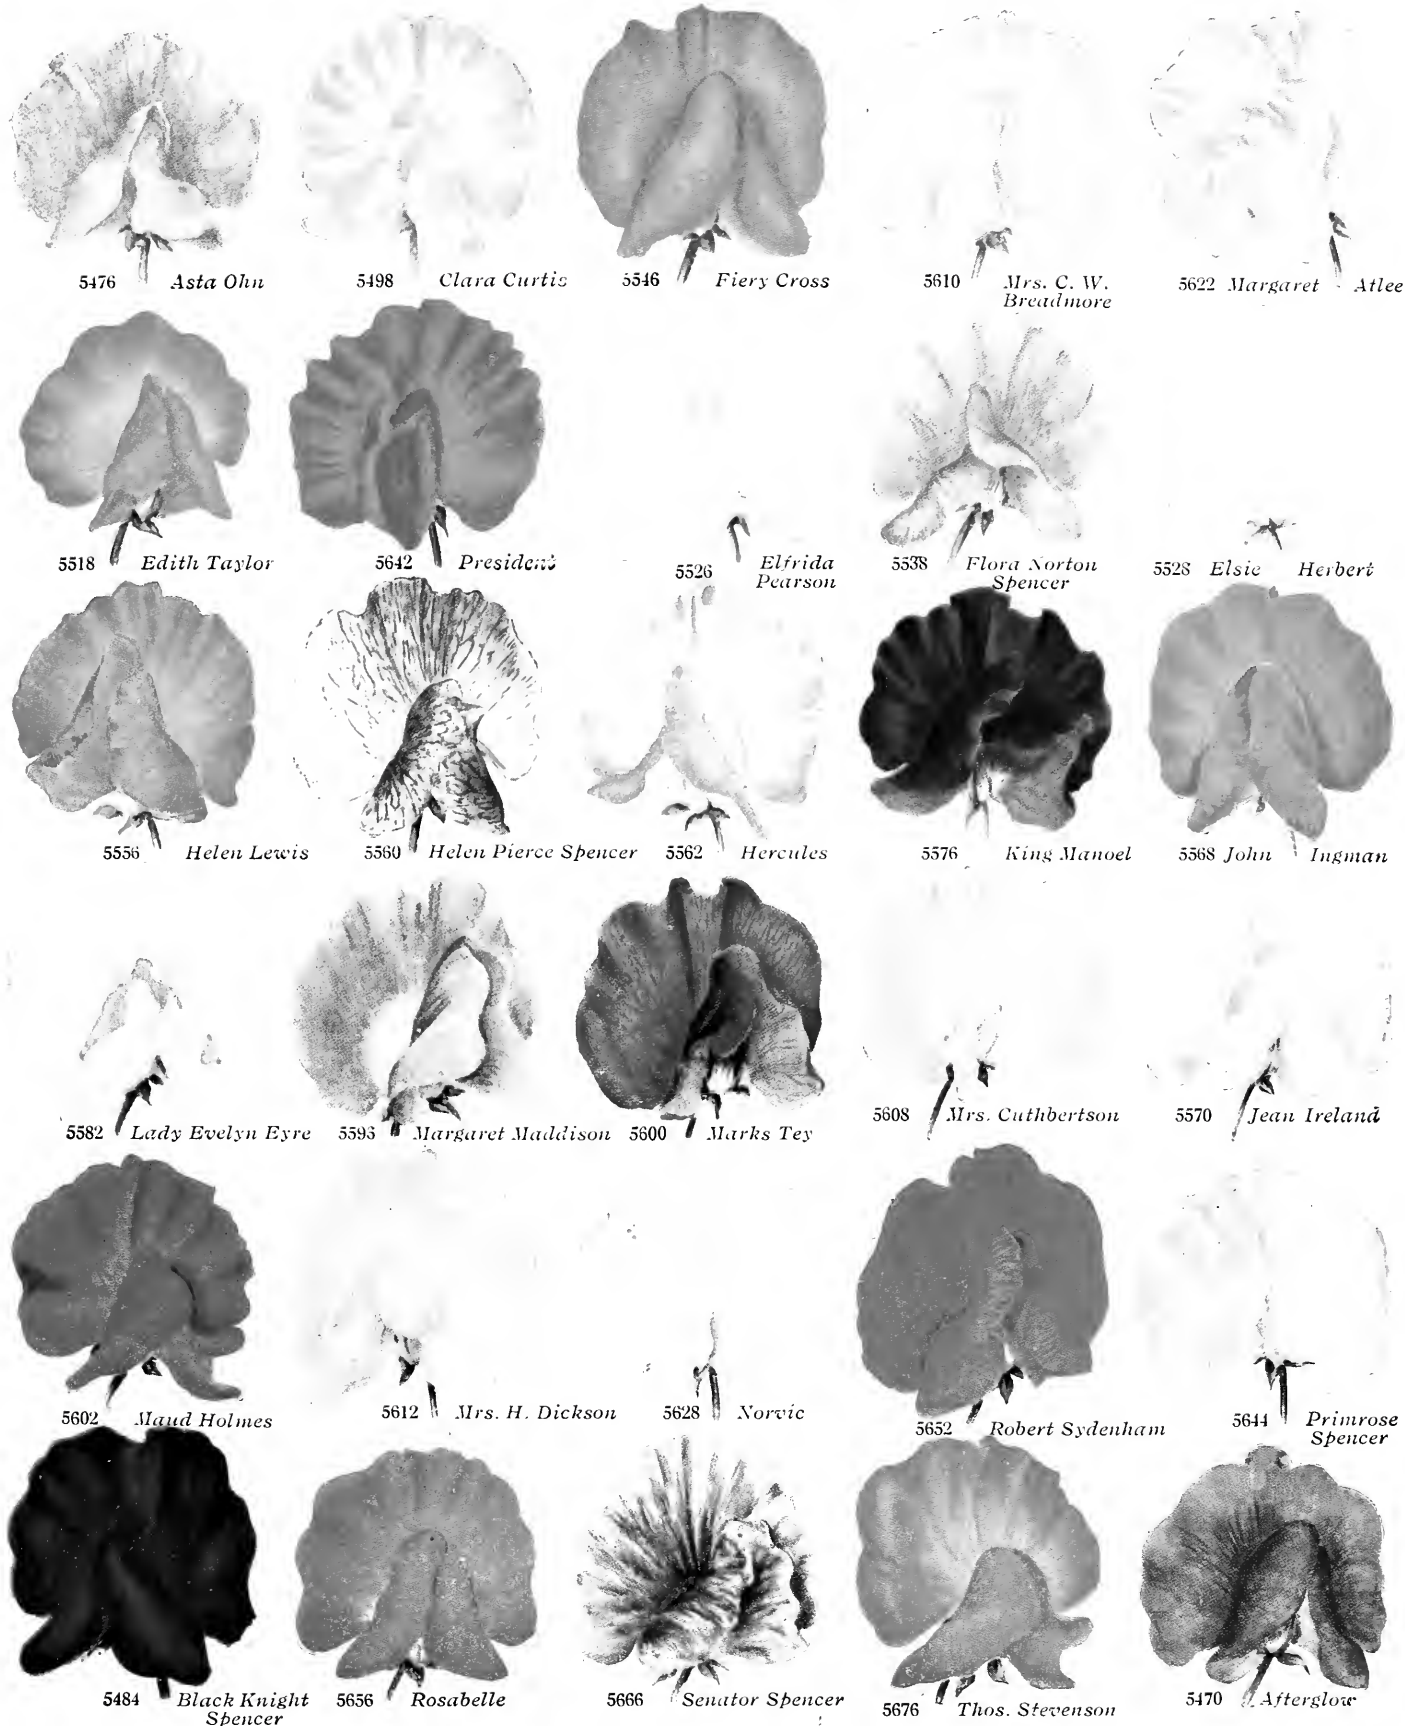 5476 Asta Ohn
5498 Clara Curtis
5546 Fiery Cross
5610 Mrs. C. W.
Breadmore
5622 Margaret Atlee
5518 Edith Taylor
5642 President
5526 Elfrida
Pearson
5538 Flora Norton
Spencer
5528 Elsie Herbert
5556 Helen Lewis
5560 Helen Pierce Spencer
5562 Hercules
5576 King Manoel
5568 John Ingman
5582 Lady Evelyn Eyre
5593 Margaret Maddison
5600 Marks Tey
5608 Mrs. Cuthbertson
5570 Jean Ireland
5602 Maud Holmes
5612 Mrs. H. Dickson
5628 Norvic
5652 Robert Sydenham
5644 Primrose
Spencer
5484 Black Knight
Spencer
5656 Rosabelle
5666 Senator Spencer
5676 Thos. Stevenson
5470 Afterglow